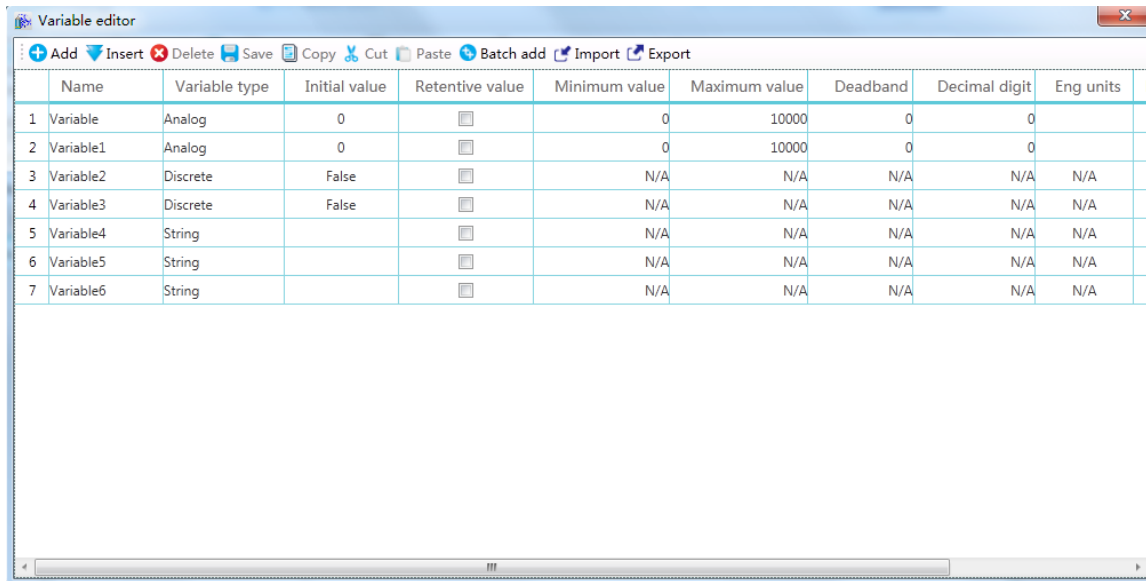 Variable editor
Add Insert Delete Save Copy Cut Paste Batch add Import Export
Name Variable type Initial value Retentive value Minimum value Maximum value Deadband Decimal digit Eng units
1 Variable Analog 0 0 10000 0 0
2 Variable1 Analog 0 0 10000 0 0
3 Variable2 Discrete False N/A N/A N/A N/A N/A
4 Variable3 Discrete False N/A N/A N/A N/A N/A
5 Variable4 String N/A N/A N/A N/A N/A
6 Variable5 String N/A N/A N/A N/A N/A
7 Variable6 String N/A N/A N/A N/A N/A